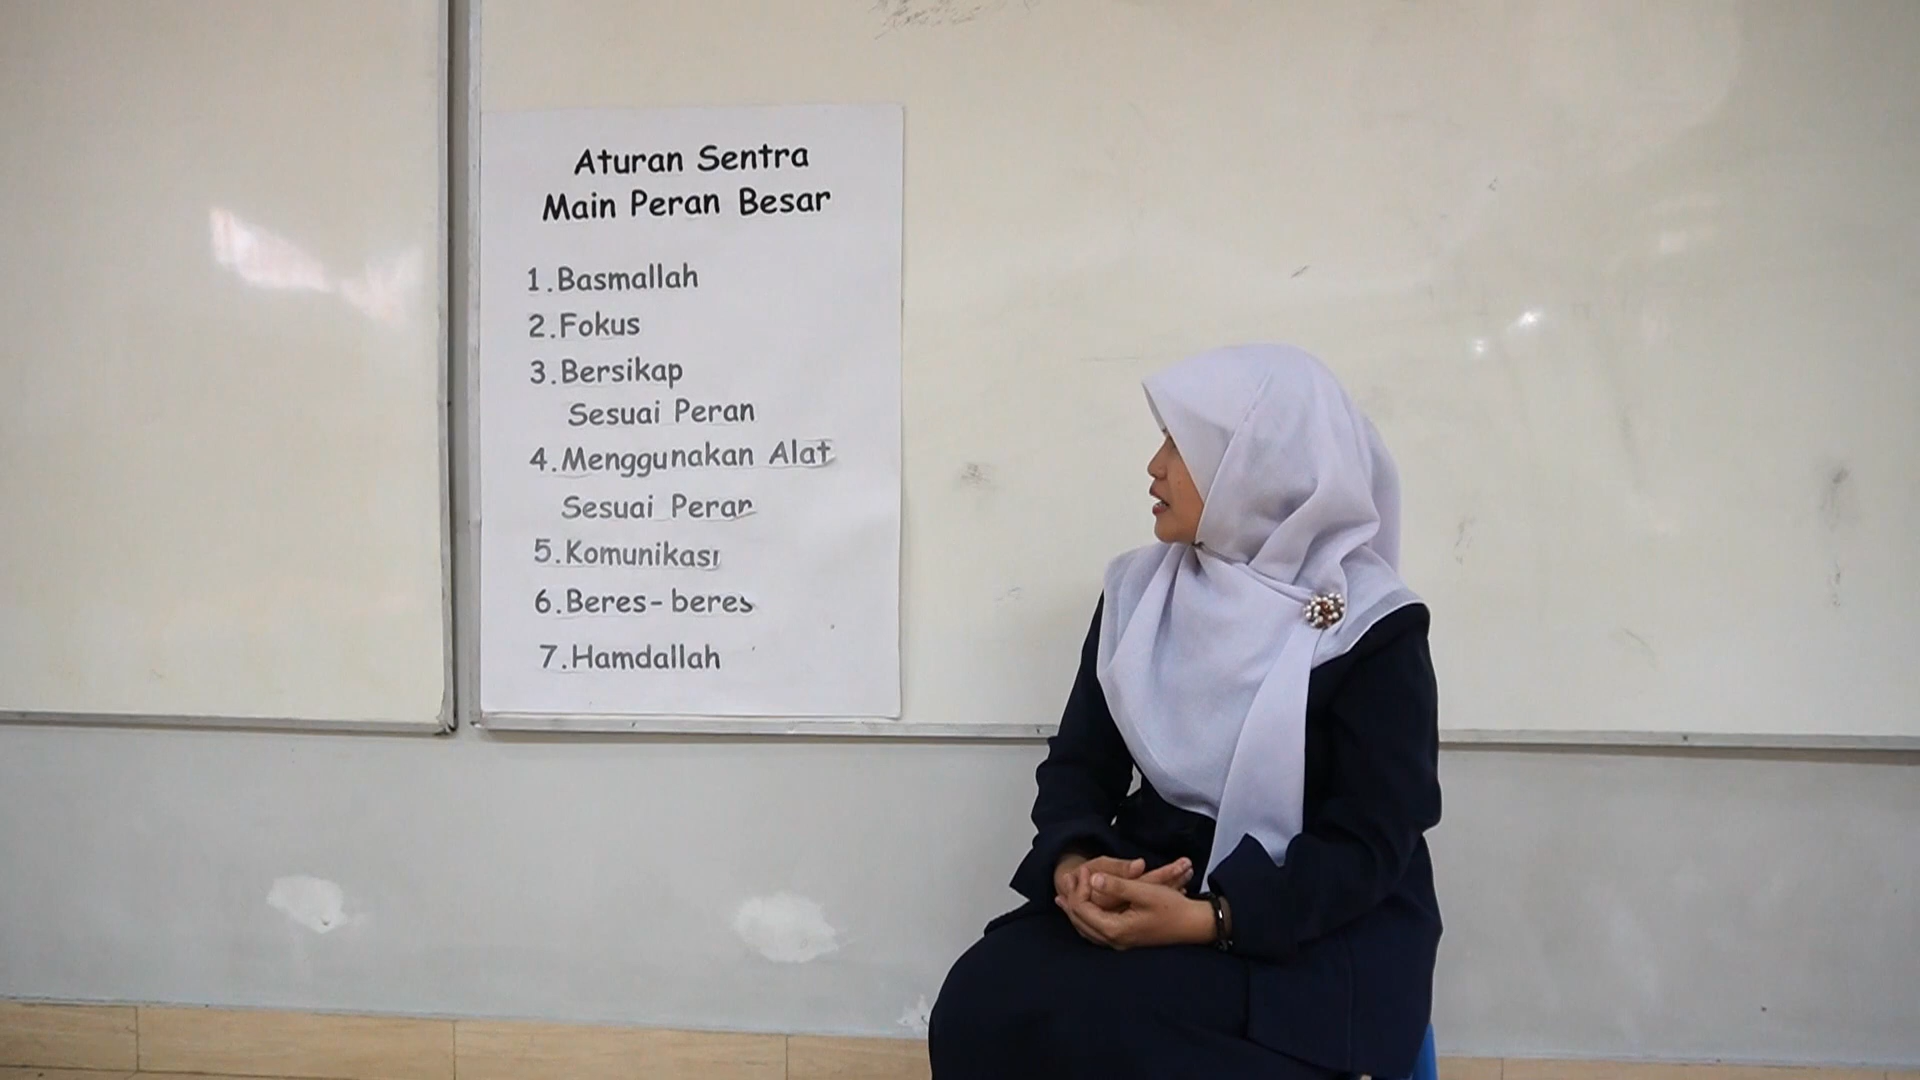 Aturan Sentra
Main Peran Besar
1. Basmallah
2. Fokus
3. Bersikap
Sesuai Peran
4. Menggunakan Alat
Sesuai Peran
5. Komunikasi
6. Beres-beres
7. Hamdallah